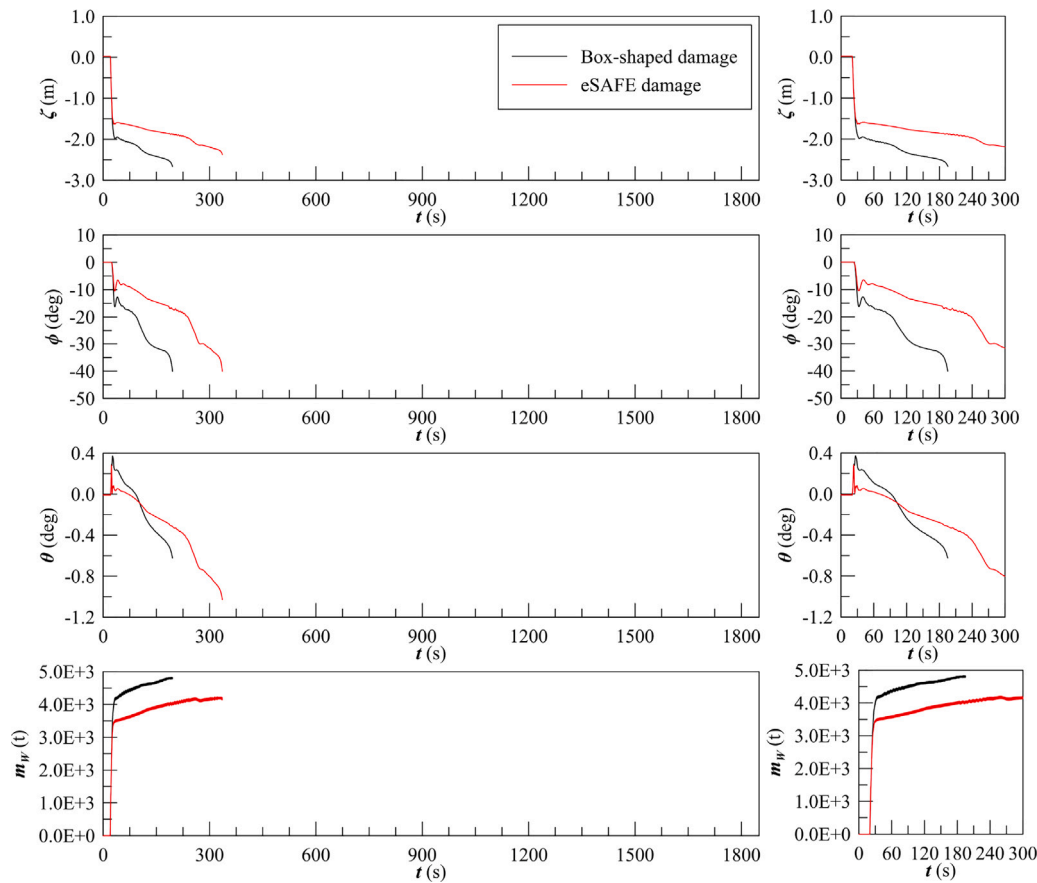 1.0
0.0
-1.0
-2.0
-3.0
ζ (m)
Box-shaped damage
eSAFE damage
0 300 600 900 1200 1500 1800
t (s)
1.0
0.0
-1.0
-2.0
-3.0
ζ (m)
0 60 120 180 240 300
t (s)
10
0
-10
-20
-30
-40
-50
ϕ (deg)
0 300 600 900 1200 1500 1800
t (s)
10
0
-10
-20
-30
-40
-50
ϕ (deg)
0 60 120 180 240 300
t (s)
0.4
0.0
-0.4
-0.8
-1.2
θ (deg)
0 300 600 900 1200 1500 1800
t (s)
0.4
0.0
-0.4
-0.8
-1.2
θ (deg)
0 60 120 180 240 300
t (s)
5.0E+3
4.0E+3
3.0E+3
2.0E+3
1.0E+3
0.0E+0
mW (t)
0 300 600 900 1200 1500 1800
t (s)
5.0E+3
4.0E+3
3.0E+3
2.0E+3
1.0E+3
0.0E+0
mW (t)
0 60 120 180 240 300
t (s)